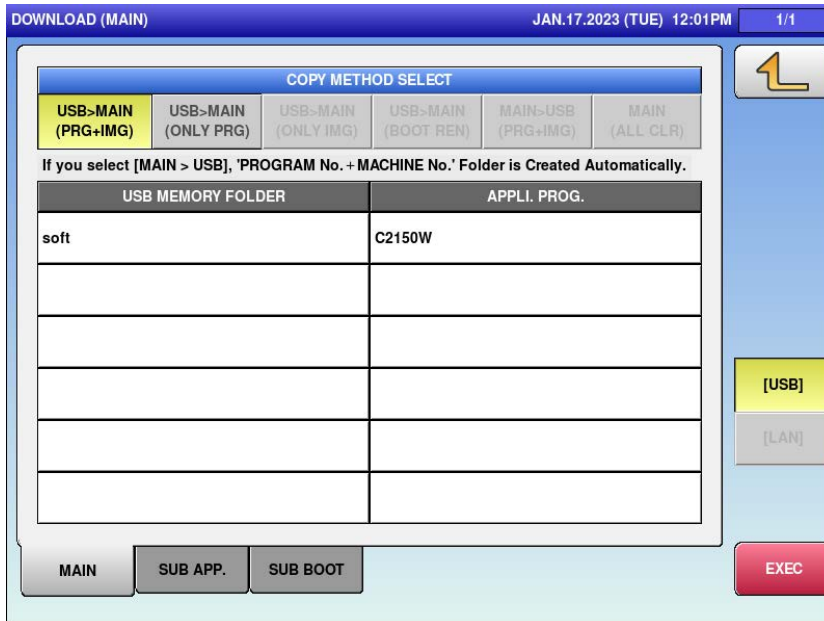 DOWNLOAD (MAIN) JAN.17.2023 (TUE) 12:01PM 1/1
COPY METHOD SELECT
USB>MAIN (PRG+IMG)
USB>MAIN (ONLY PRG)
USB>MAIN (ONLY IMG)
USB>MAIN (BOOT REN)
MAIN>USB (PRG+IMG)
MAIN (ALL CLR)
If you select [MAIN > USB], 'PROGRAM No.+MACHINE No.' Folder is Created Automatically.
USB MEMORY FOLDER APPLI. PROG.
soft C2150W
[USB]
[LAN]
MAIN SUB APP. SUB BOOT EXEC